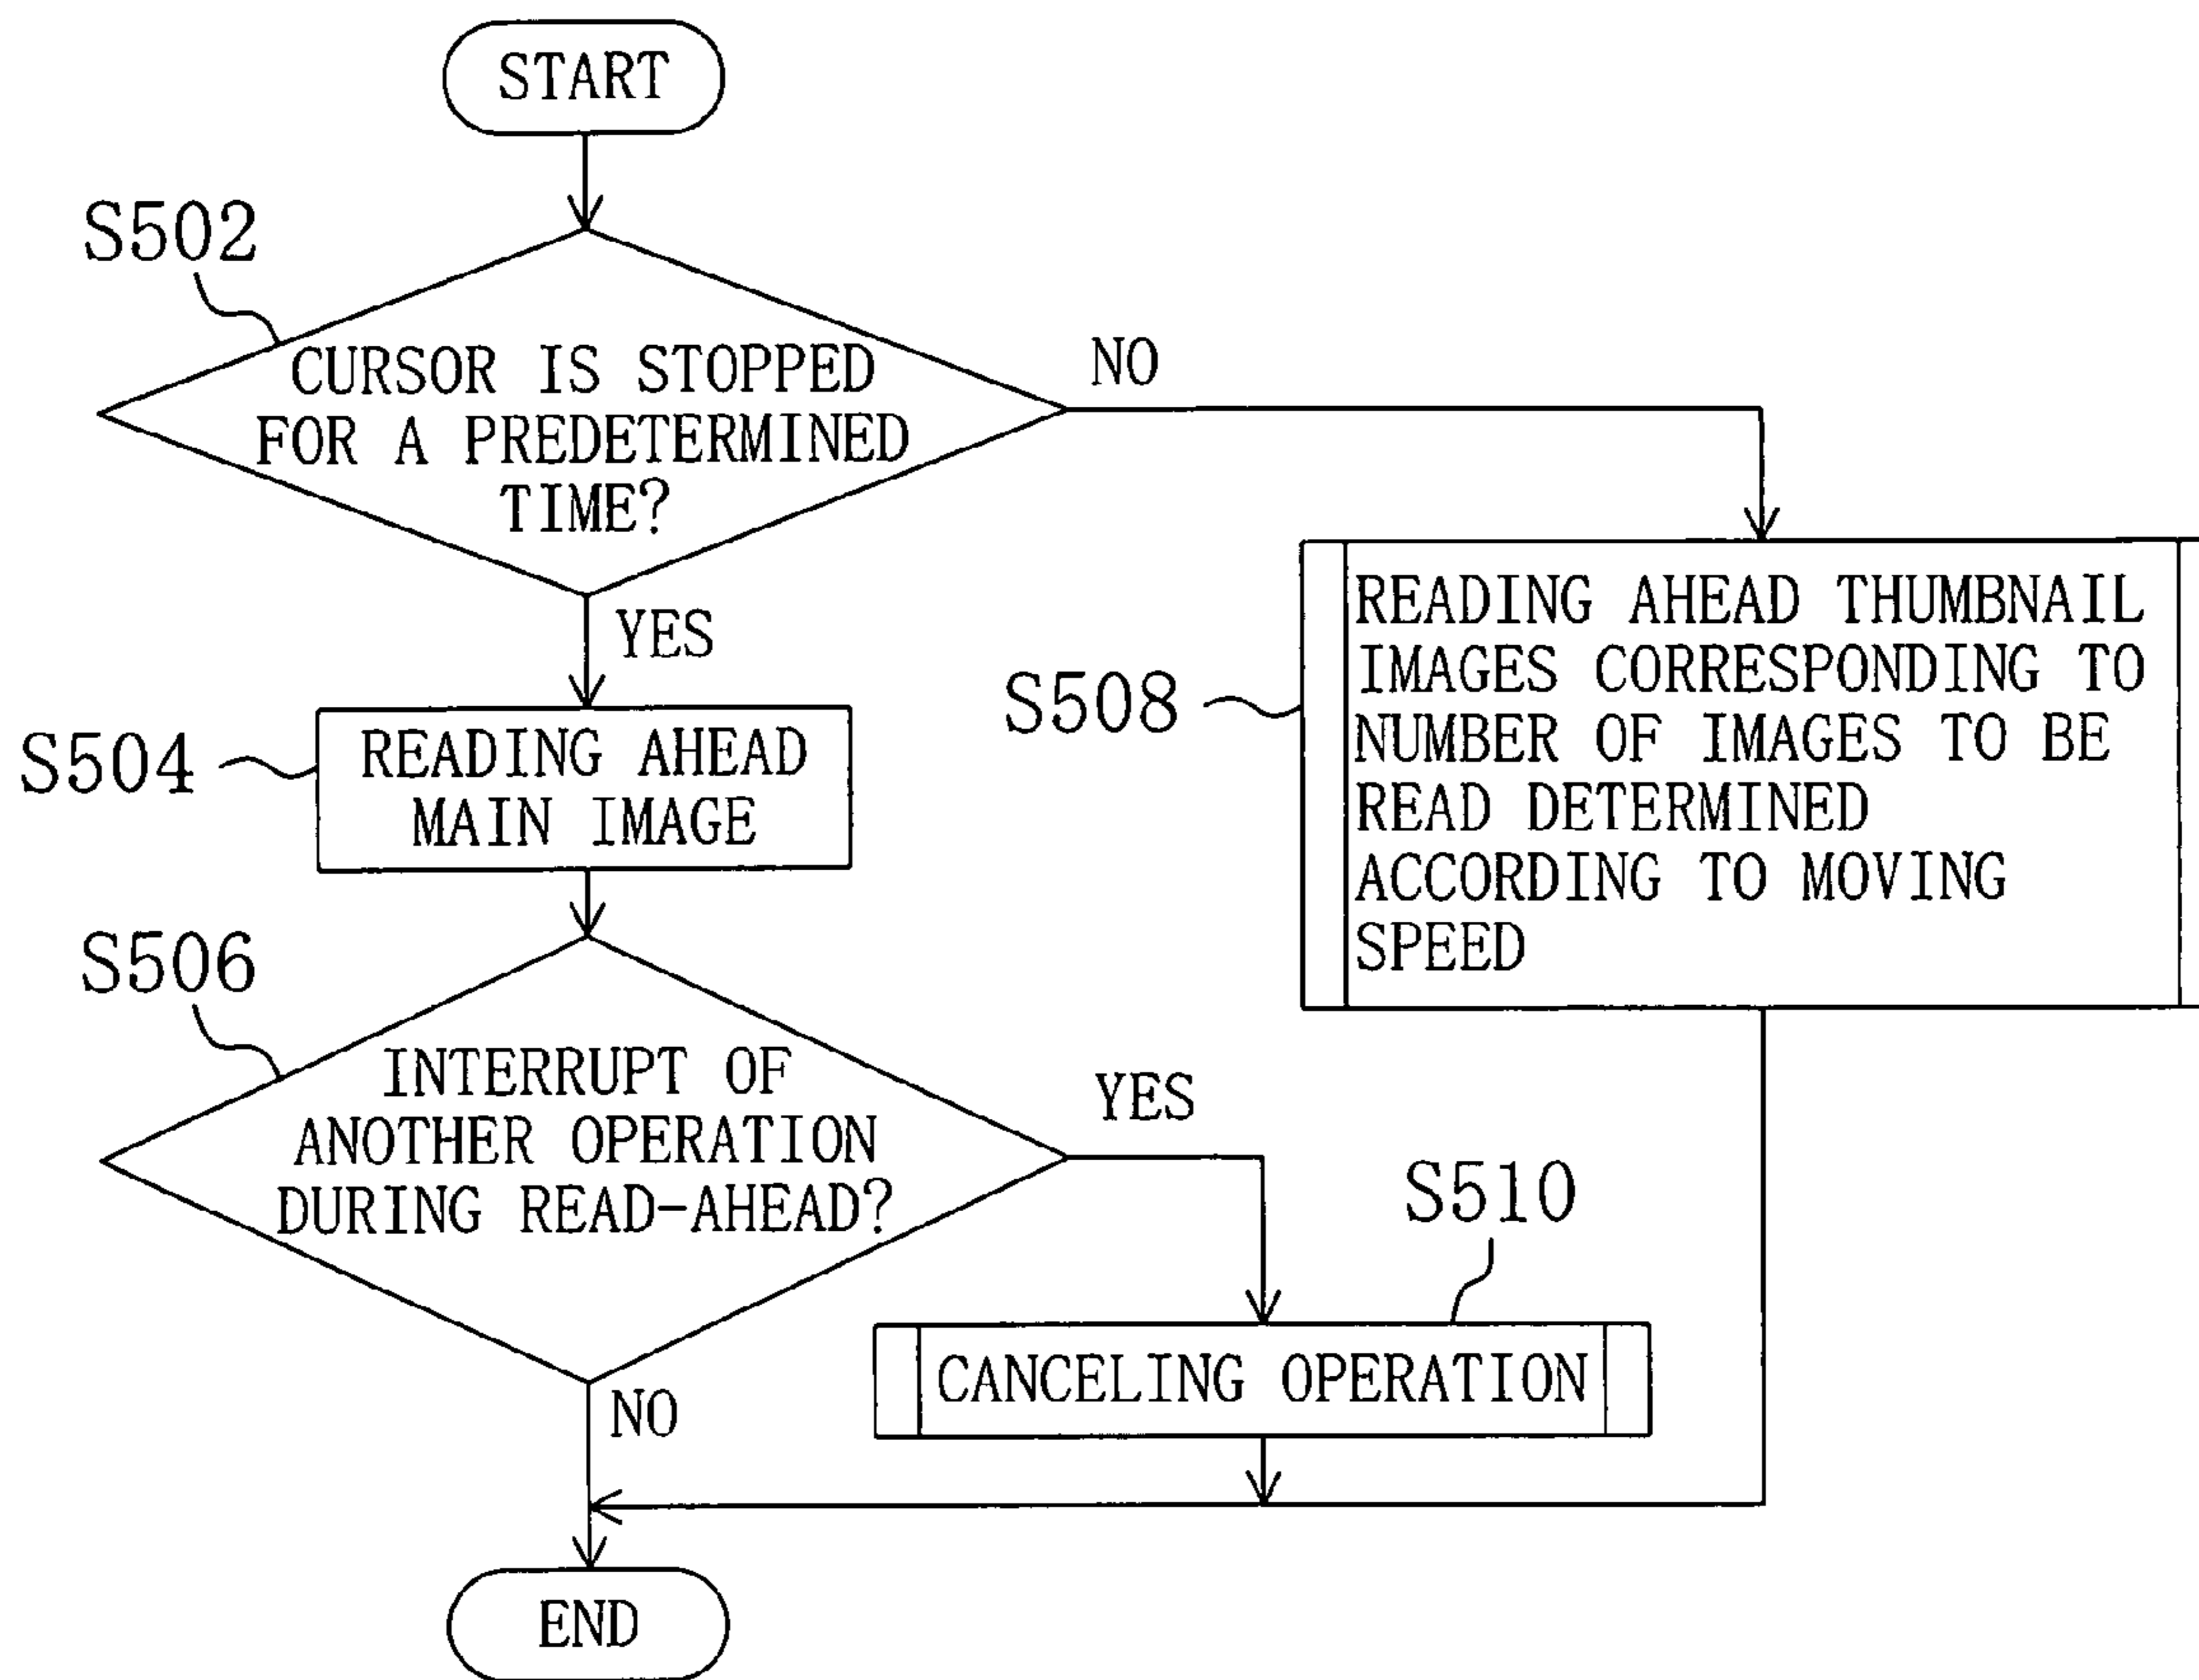 START
S502
CURSOR IS STOPPED
FOR A PREDETERMINED
TIME?
NO
YES
S504
READING AHEAD
MAIN IMAGE
S508
READING AHEAD THUMBNAIL
IMAGES CORRESPONDING TO
NUMBER OF IMAGES TO BE
READ DETERMINED
ACCORDING TO MOVING
SPEED
S506
INTERRUPT OF
ANOTHER OPERATION
DURING READ-AHEAD?
YES
S510
CANCELING OPERATION
NO
END